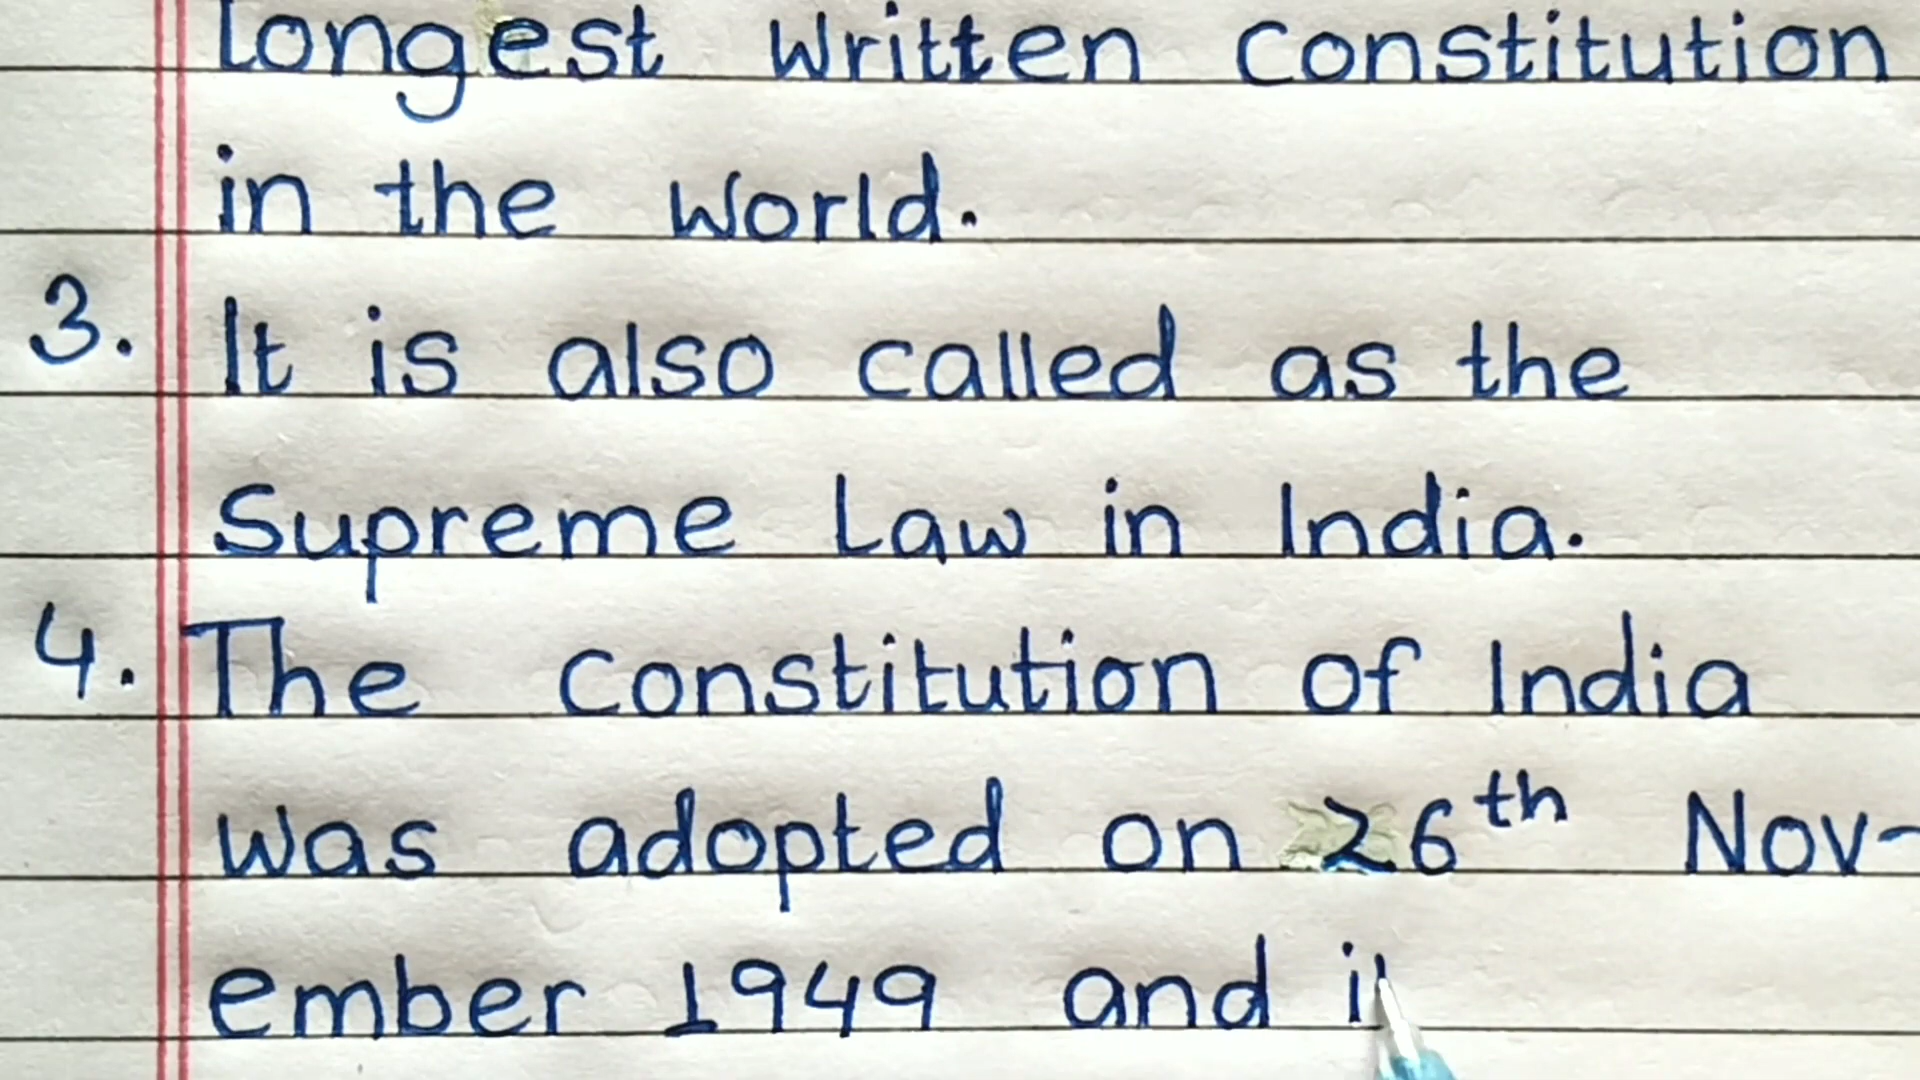 longest written constitution
in the world.
3. It is also called as the
Supreme Law in India.
4. The constitution of India
was adopted on 26th Nov-
ember 1949 and